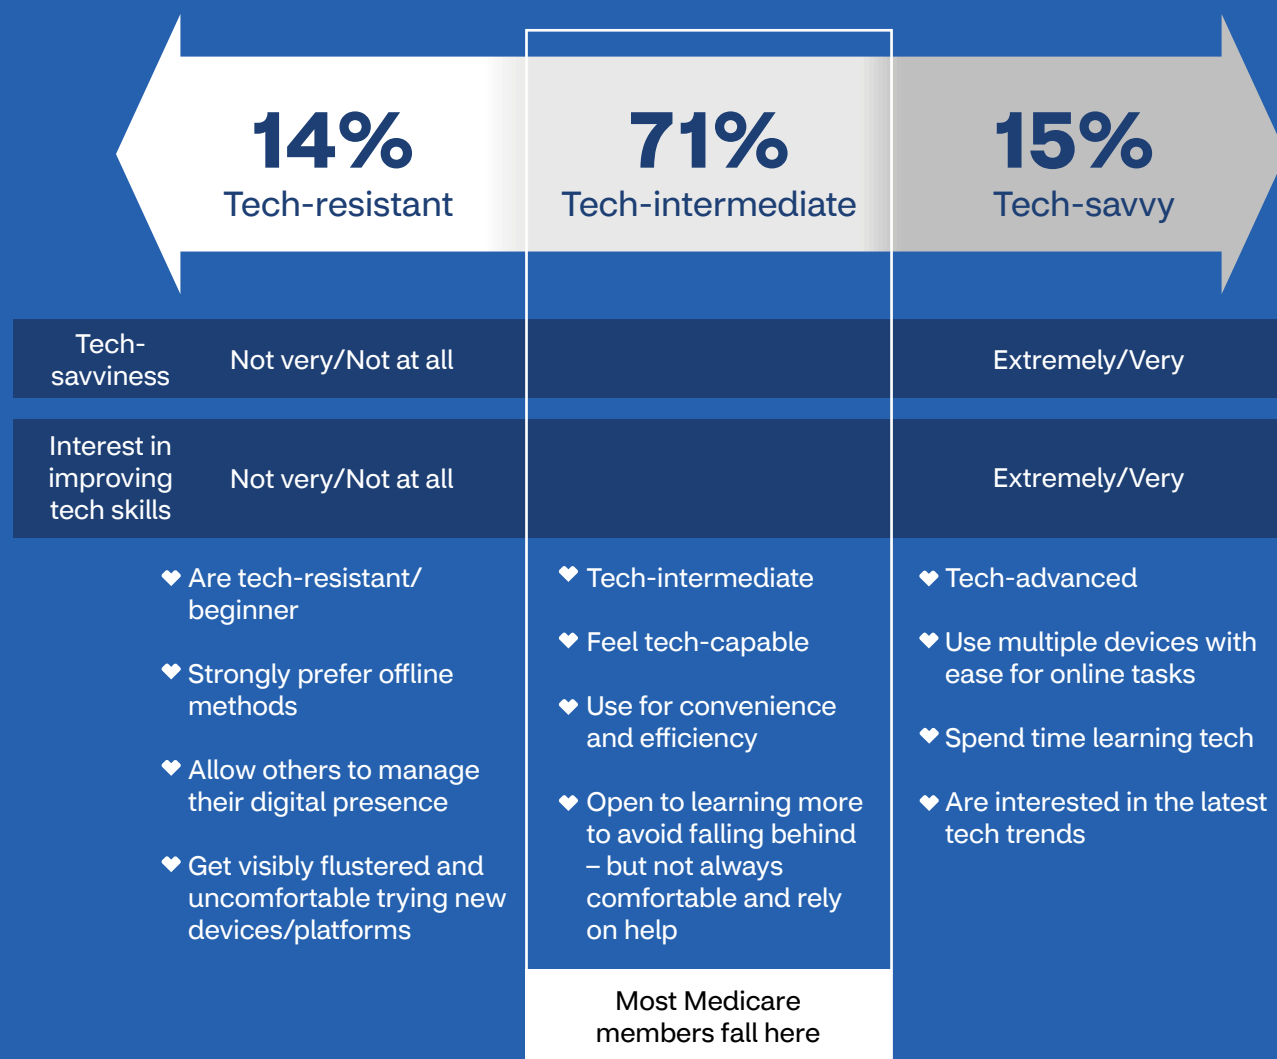 14%
Tech-resistant
71%
Tech-intermediate
15%
Tech-savvy
Tech-
savviness
Not very/Not at all
Extremely/Very
Interest in
improving
tech skills
Not very/Not at all
Extremely/Very
Are tech-resistant/
beginner
Strongly prefer offline
methods
Allow others to manage
their digital presence
Get visibly flustered and
uncomfortable trying new
devices/platforms
Tech-intermediate
Feel tech-capable
Use for convenience
and efficiency
Open to learning more
to avoid falling behind
– but not always
comfortable and rely
on help
Most Medicare
members fall here
Tech-advanced
Use multiple devices with
ease for online tasks
Spend time learning tech
Are interested in the latest
tech trends